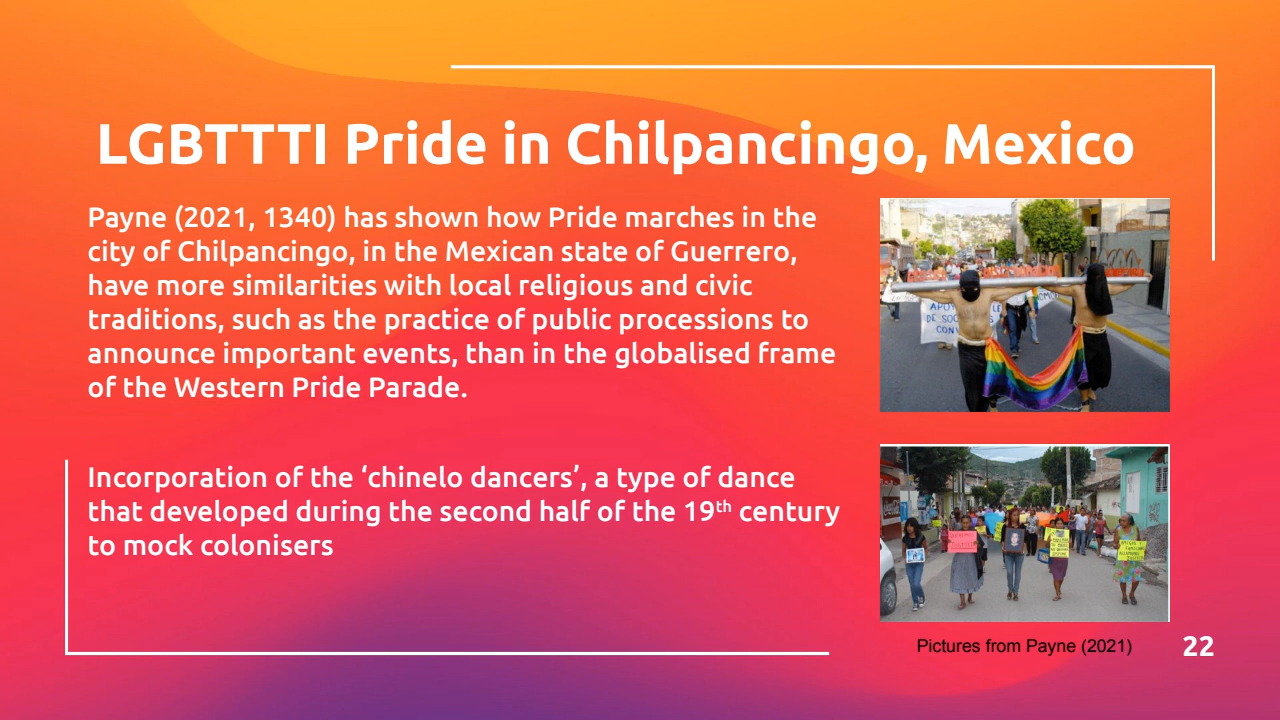 LGBTTTI Pride in Chilpancingo, Mexico
Payne (2021, 1340) has shown how Pride marches in the
city of Chilpancingo, in the Mexican state of Guerrero,
have more similarities with local religious and civic
traditions, such as the practice of public processions to
announce important events, than in the globalised frame
of the Western Pride Parade.
Incorporation of the ‘chinelo dancers’, a type of dance
that developed during the second half of the 19th century
to mock colonisers
Pictures from Payne (2021)
22